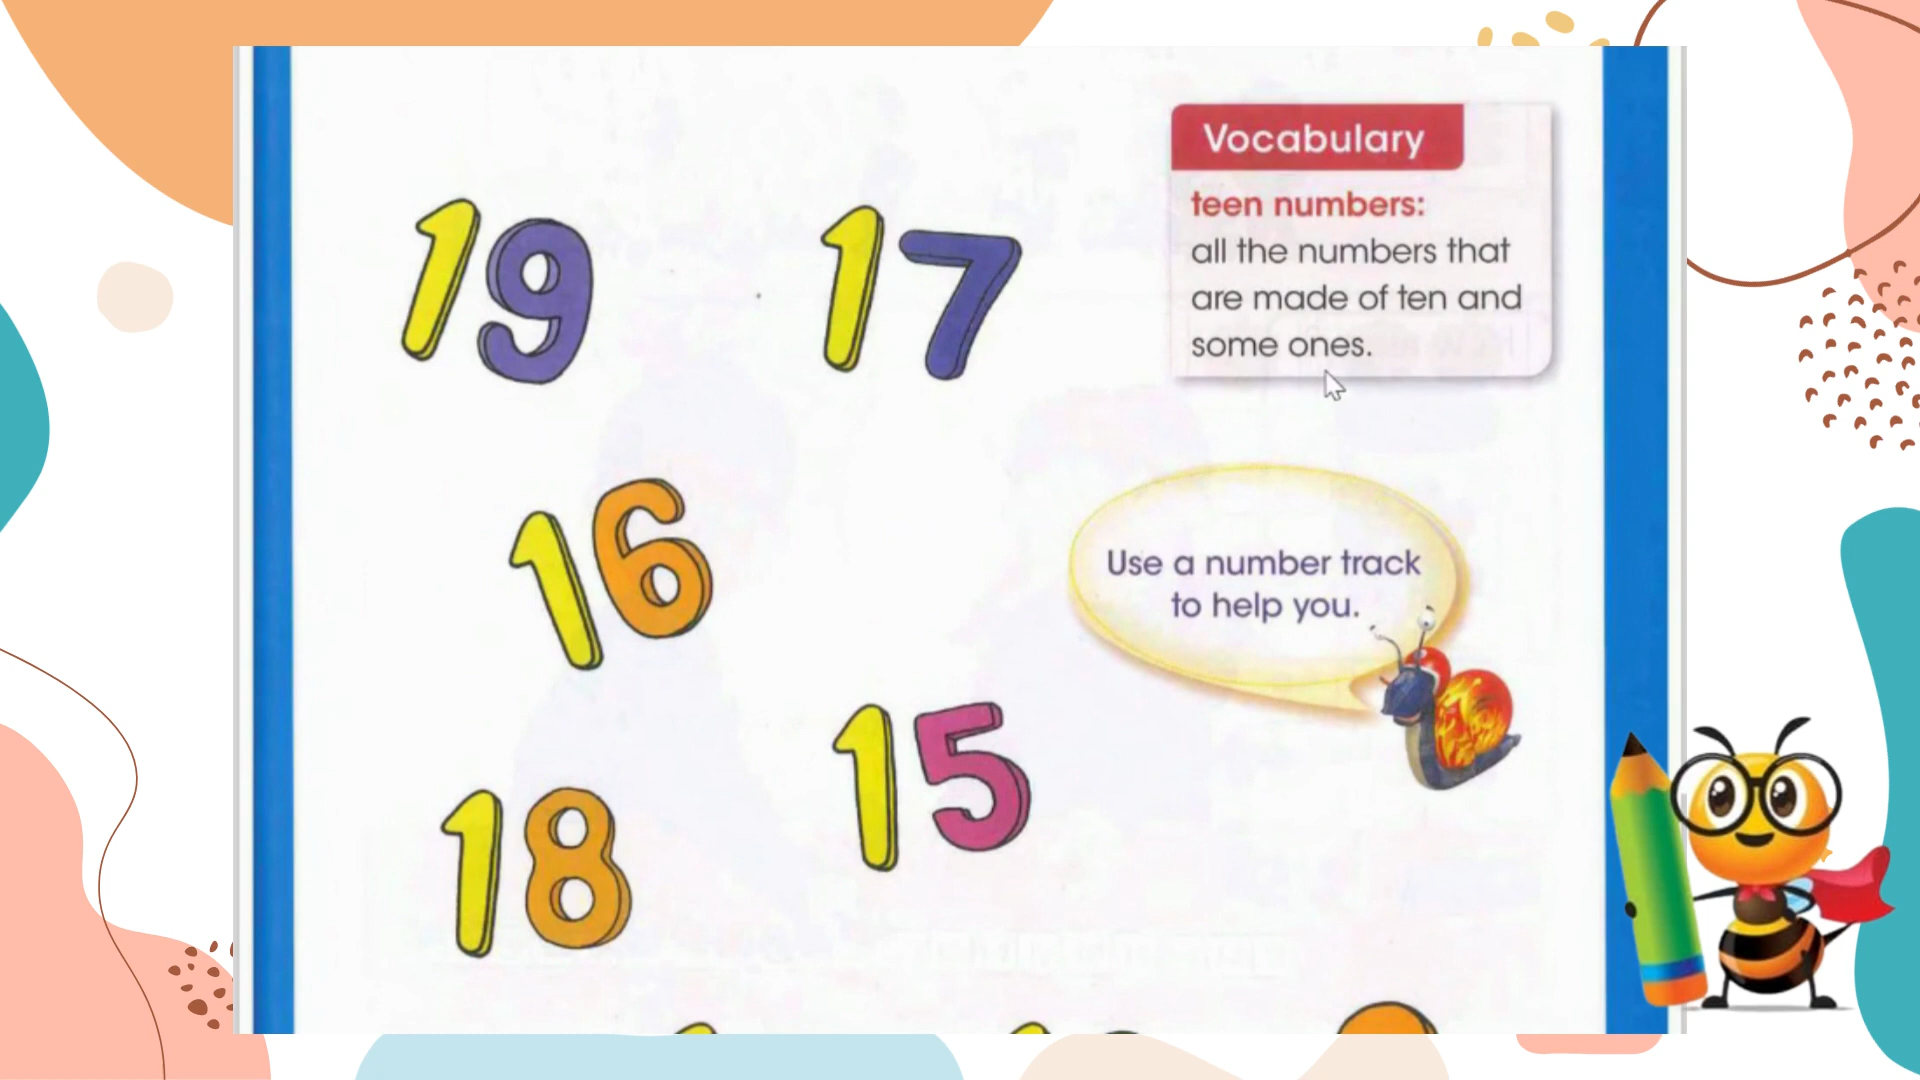 19
17
Vocabulary
teen numbers:
all the numbers that
are made of ten and
some ones.
16
Use a number track
to help you.
15
18